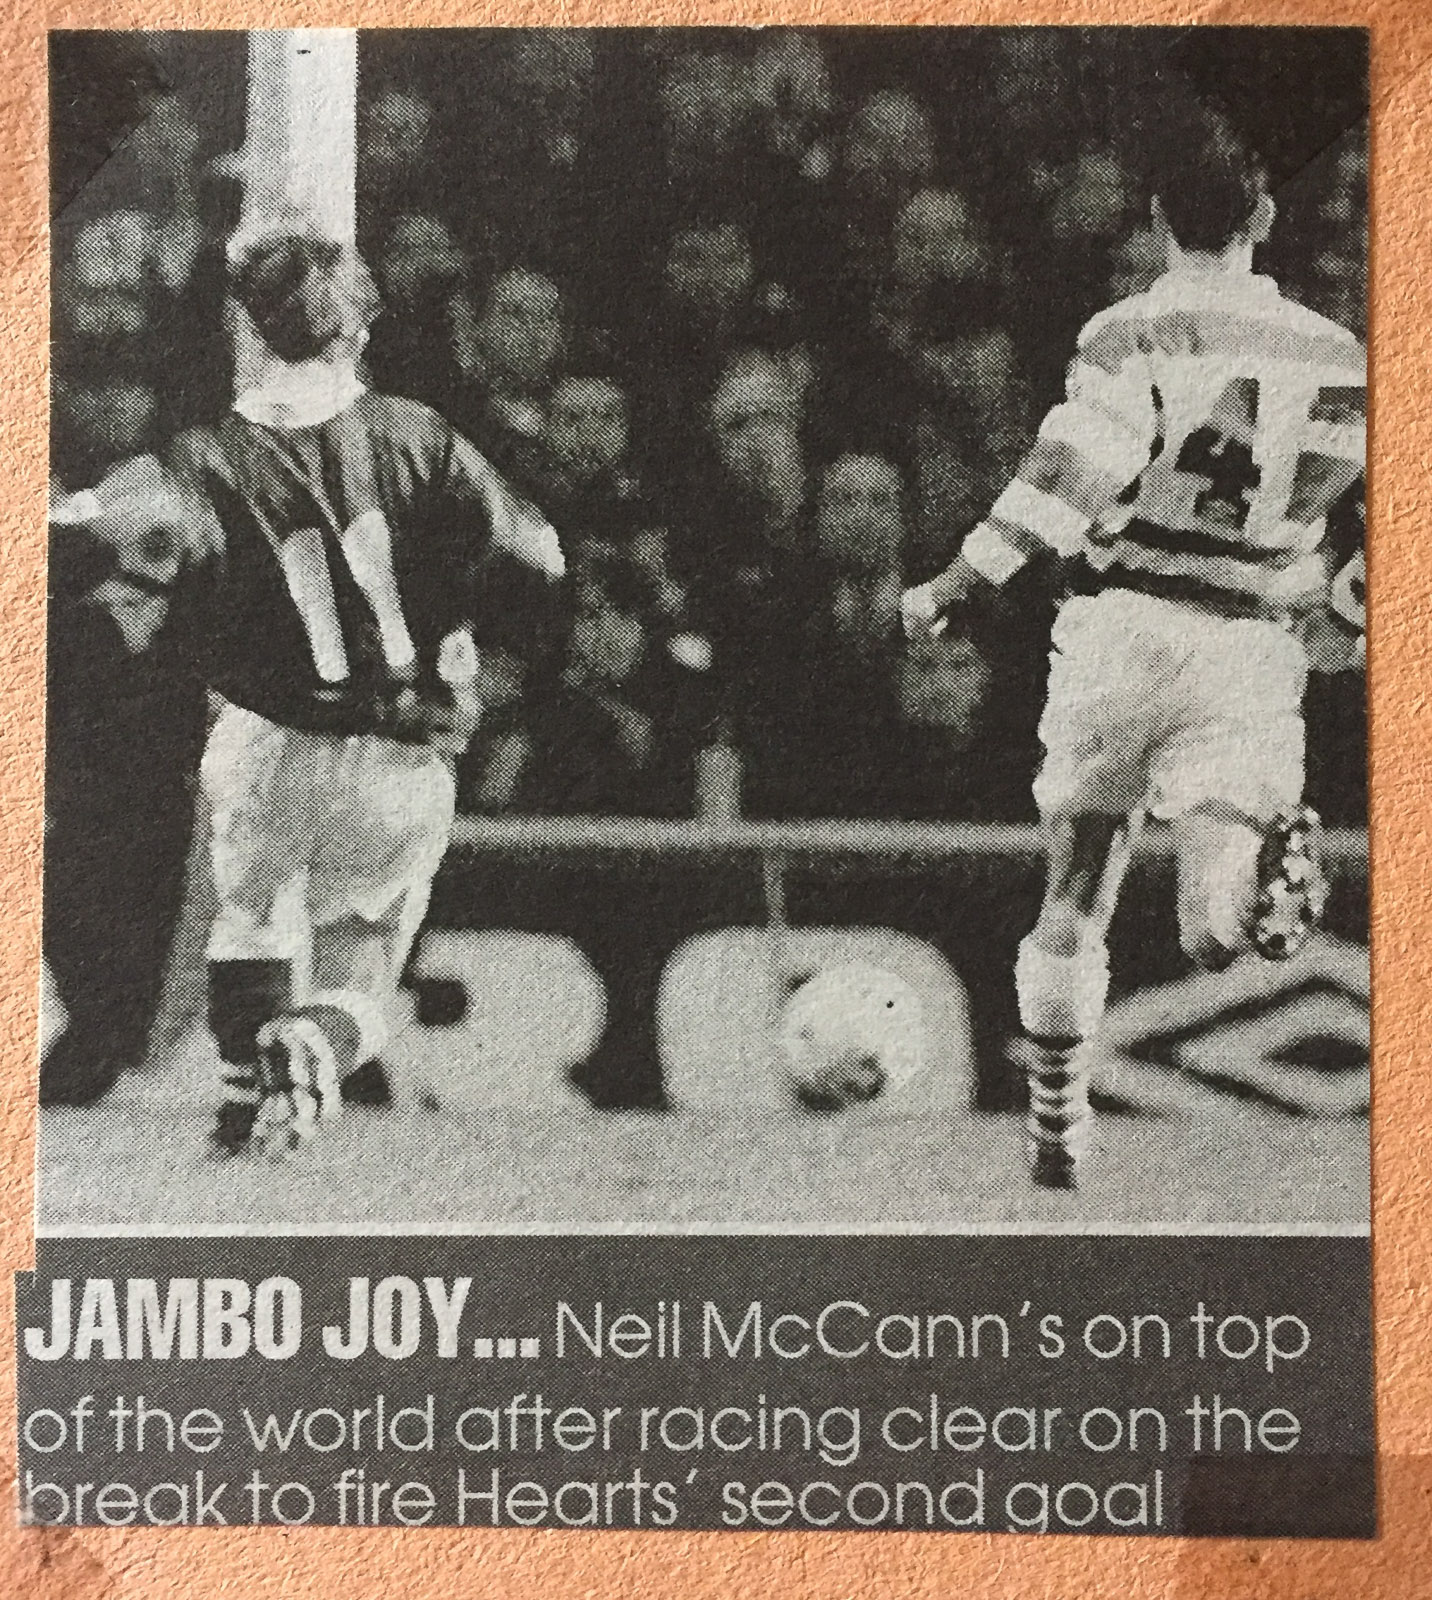 11
JAMBO JOY... Neil McCann's on top
of the world after racing clear on the
break to fire Hearts' second goal